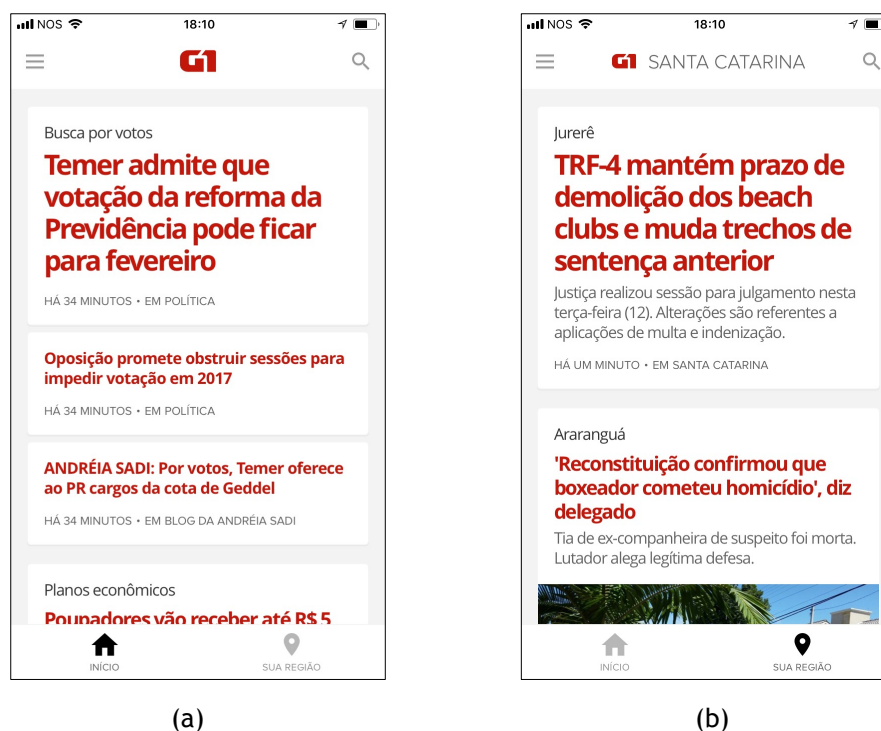 NOS 18:10
G1
Busca por votos
Temer admite que
votação da reforma da
Previdência pode ficar
para fevereiro
HÁ 34 MINUTOS • EM POLÍTICA
Oposição promete obstruir sessões para
impedir votação em 2017
HÁ 34 MINUTOS • EM POLÍTICA
ANDRÉIA SADI: Por votos, Temer oferece
ao PR cargos da cota de Geddel
HÁ 34 MINUTOS • EM BLOG DA ANDRÉIA SADI
Planos econômicos
Poupadores vão receber até R$ 5
INÍCIO SUA REGIÃO
(a)
NOS 18:10
G1 SANTA CATARINA
Jurerê
TRF-4 mantém prazo de
demolição dos beach
clubs e muda trechos de
sentença anterior
Justiça realizou sessão para julgamento nesta
terça-feira (12). Alterações são referentes a
aplicações de multa e indenização.
HÁ UM MINUTO • EM SANTA CATARINA
Araranguá
'Reconstituição confirmou que
boxeador cometeu homicídio', diz
delegado
Tia de ex-companheira de suspeito foi morta.
Lutador alega legítima defesa.
INÍCIO SUA REGIÃO
(b)